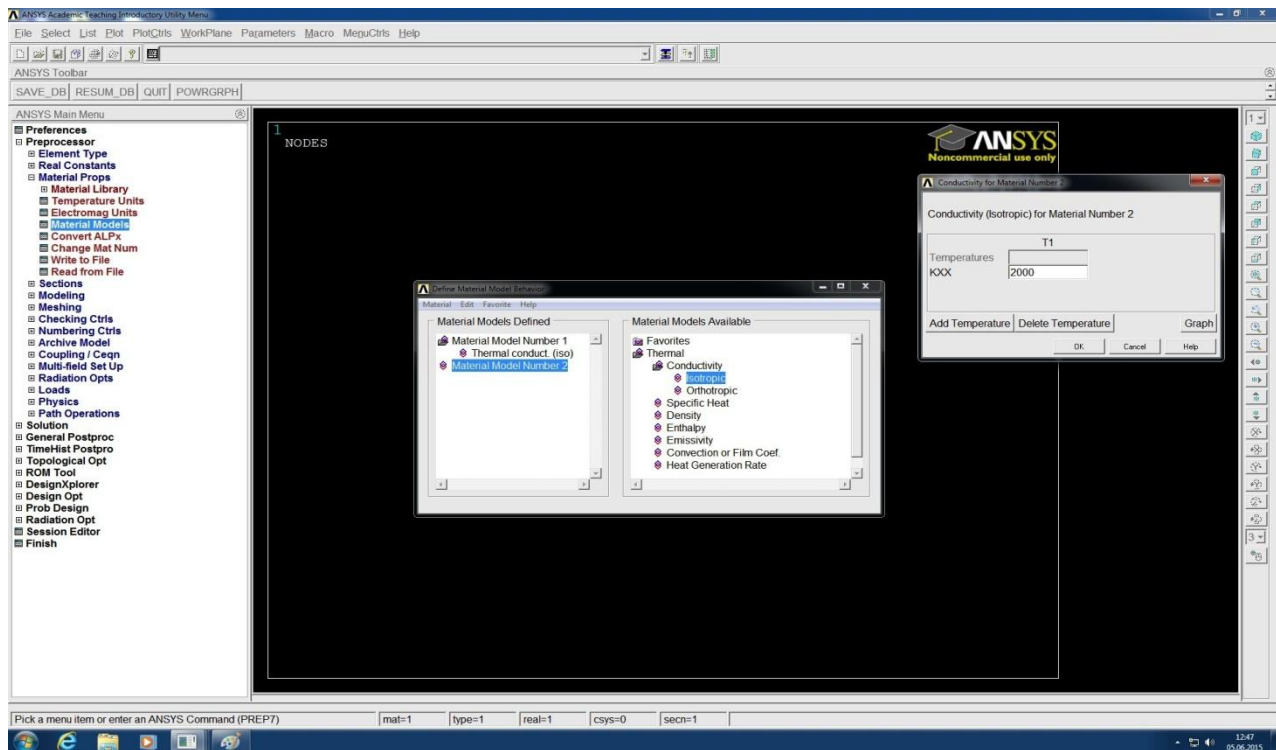 ANSYS Academic Teaching Introductory Utility Menu
File Select List Plot PlotCtrls WorkPlane Parameters Macro MenuCtrls Help
ANSYS Toolbar
SAVE_DB RESUM_DB QUIT POWRGRPH
ANSYS Main Menu
Preferences
Preprocessor
Element Type
Real Constants
Material Props
Material Library
Temperature Units
Electromag Units
Material Models
Convert ALPx
Change Mat Num
Write to File
Read from File
Sections
Modeling
Meshing
Checking Ctrls
Numbering Ctrls
Archive Model
Coupling / Ceqn
Multi-field Set Up
Radiation Opts
Loads
Physics
Path Operations
Solution
General Postproc
TimeHist Postpro
Topological Opt
ROM Tool
DesignXplorer
Design Opt
Prob Design
Radiation Opt
Session Editor
Finish
1
NODES
ANSYS
Noncommercial use only
Define Material Model Behavior
Material Edit Favorite Help
Material Models Defined
Material Model Number 1
Thermal conduct. (iso)
Material Model Number 2
Material Models Available
Favorites
Thermal
Conductivity
Isotropic
Orthotropic
Specific Heat
Density
Enthalpy
Emissivity
Convection or Film Coef.
Heat Generation Rate
Conductivity for Material Number 2
Conductivity (Isotropic) for Material Number 2
T1
Temperatures
KXX 2000
Add Temperature Delete Temperature Graph
OK Cancel Help
1
3
Pick a menu item or enter an ANSYS Command (PREP7) mat=1 type=1 real=1 csys=0 secn=1
12:47
05.06.2015